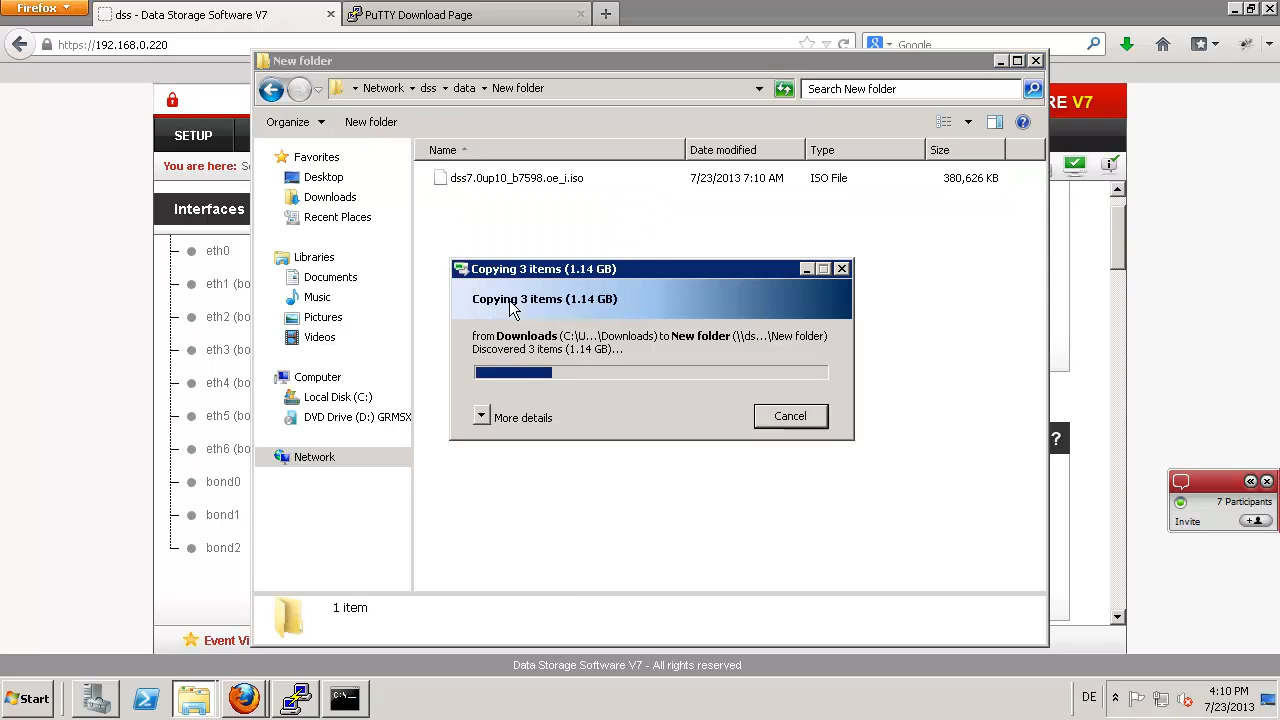 Firefox
dss - Data Storage Software V7
PuTTY Download Page
https://192.168.0.220
Google
New folder
Network
dss
data
New folder
Search New folder
Organize
New folder
RE V7
SETUP
You are here: S
Interfaces
eth0
eth1 (bo
eth2 (bo
eth3 (bo
eth4 (bo
eth5 (bo
eth6 (bo
bond0
bond1
bond2
Event Vi
Favorites
Desktop
Downloads
Recent Places
Libraries
Documents
Music
Pictures
Videos
Computer
Local Disk (C:)
DVD Drive (D:) GRMSX
Network
Name
Date modified
Type
Size
dss7.0up10_b7598.oe_i.iso
7/23/2013 7:10 AM
ISO File
380,626 KB
Copying 3 items (1.14 GB)
Copying 3 items (1.14 GB)
from Downloads (C:\U...\Downloads) to New folder (\\ds...\New folder)
Discovered 3 items (1.14 GB)...
More details
Cancel
1 item
?
7 Participants
Invite
Data Storage Software V7 - All rights reserved
Start
DE
4:10 PM
7/23/2013